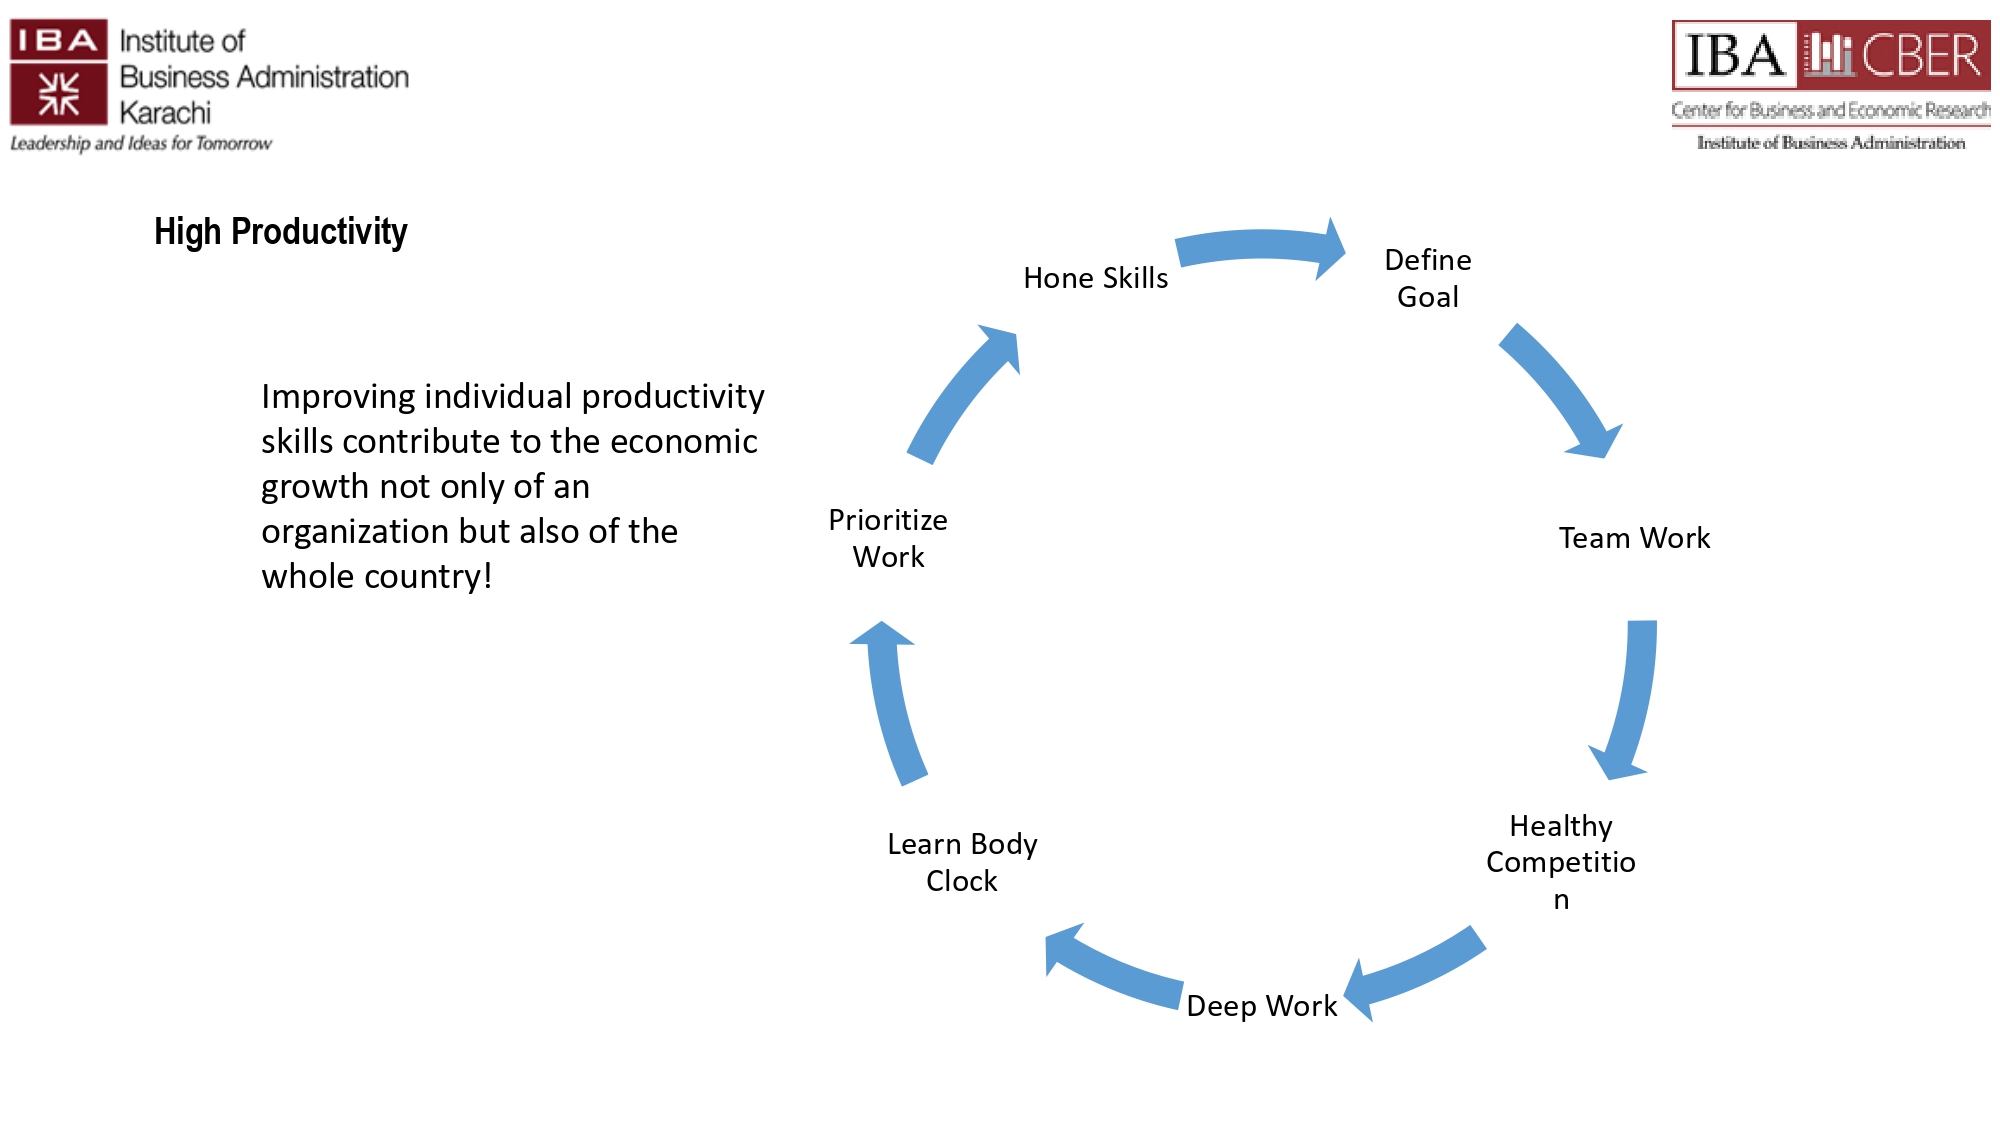 IBA
Institute of
Business Administration
Karachi
Leadership and Ideas for Tomorrow
IBA CBER
Center for Business and Economic Research
Institute of Business Administration
High Productivity
Improving individual productivity
skills contribute to the economic
growth not only of an
organization but also of the
whole country!
Hone Skills
Define
Goal
Team Work
Healthy
Competitio
n
Deep Work
Learn Body
Clock
Prioritize
Work